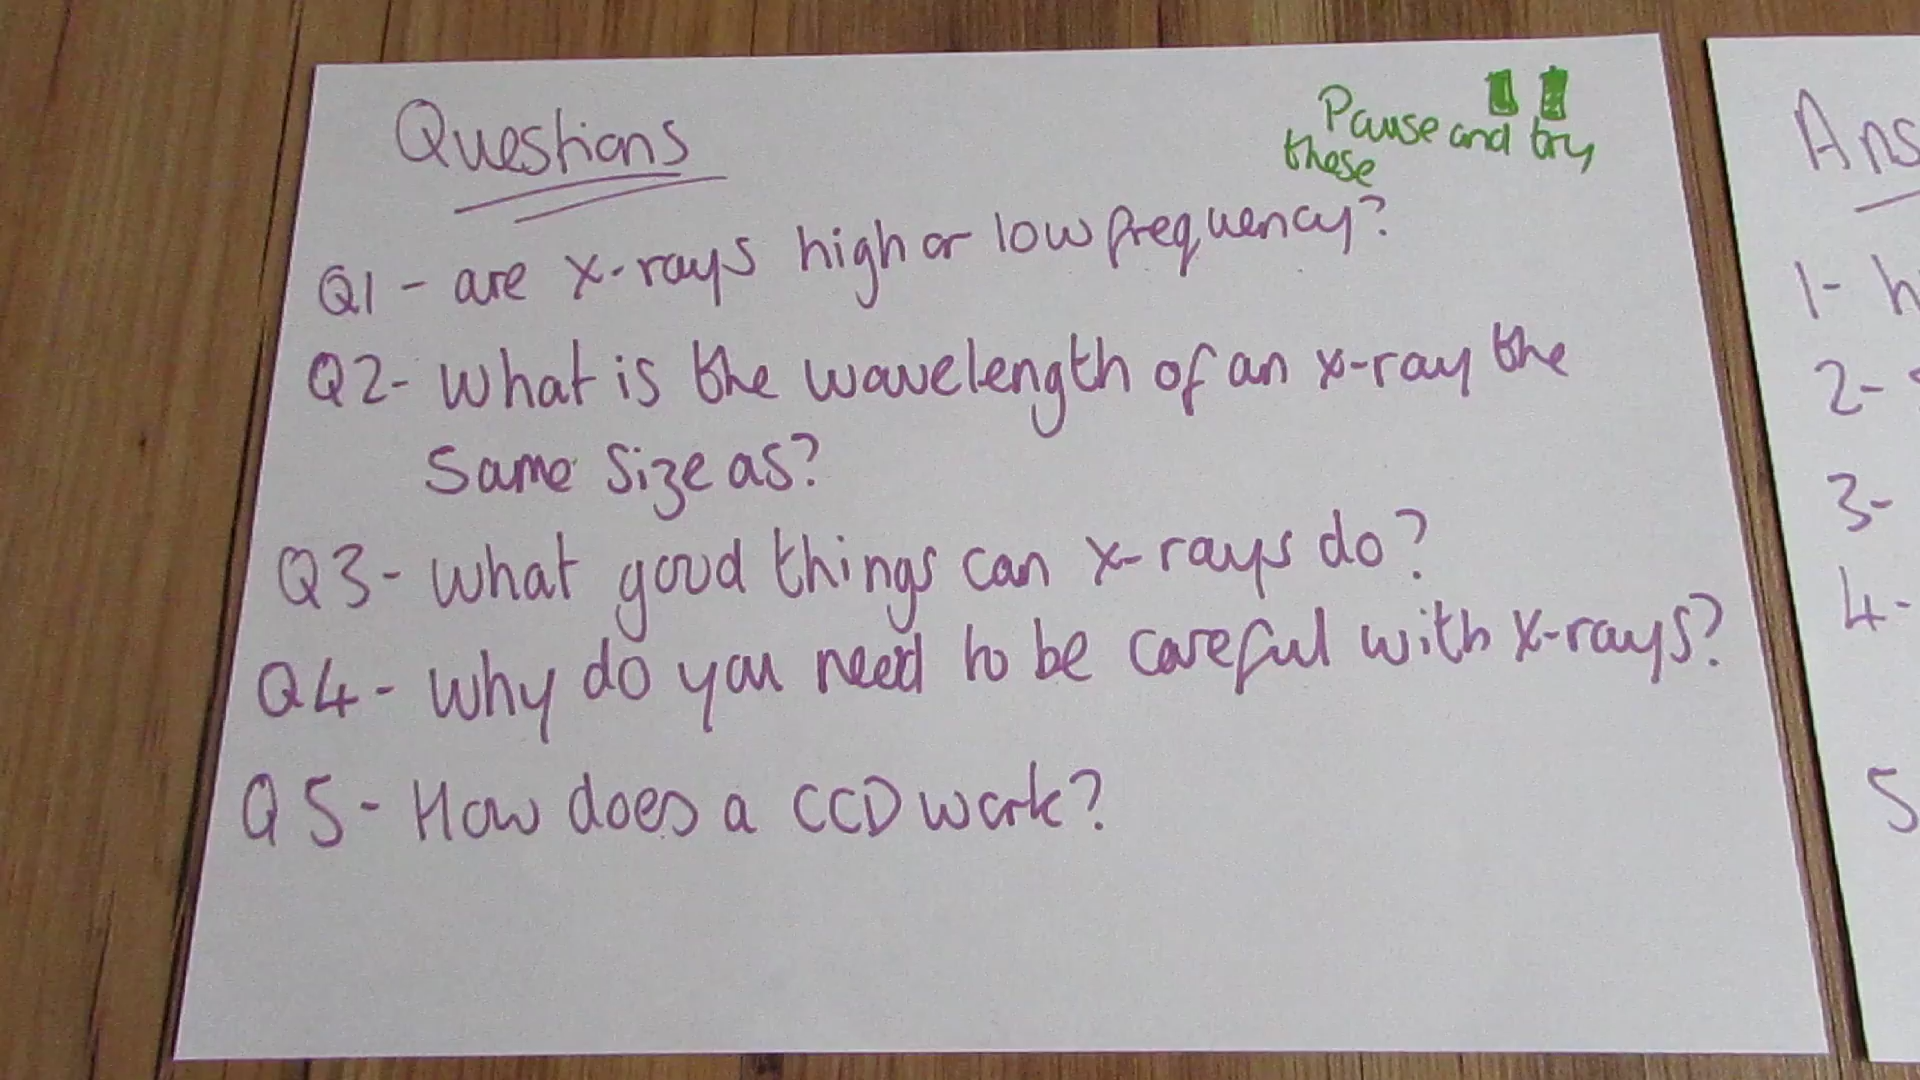 Questions
Pause and try
these
Q1 - are x-rays high or low frequency?
Q2- What is the wavelength of an x-ray the
Same size as?
Q3 - what good things can x-rays do?
Q4 - Why do you need to be careful with x-rays?
Q5 - How does a CCD work?
Ans
1- h
2-
3-
4-
5